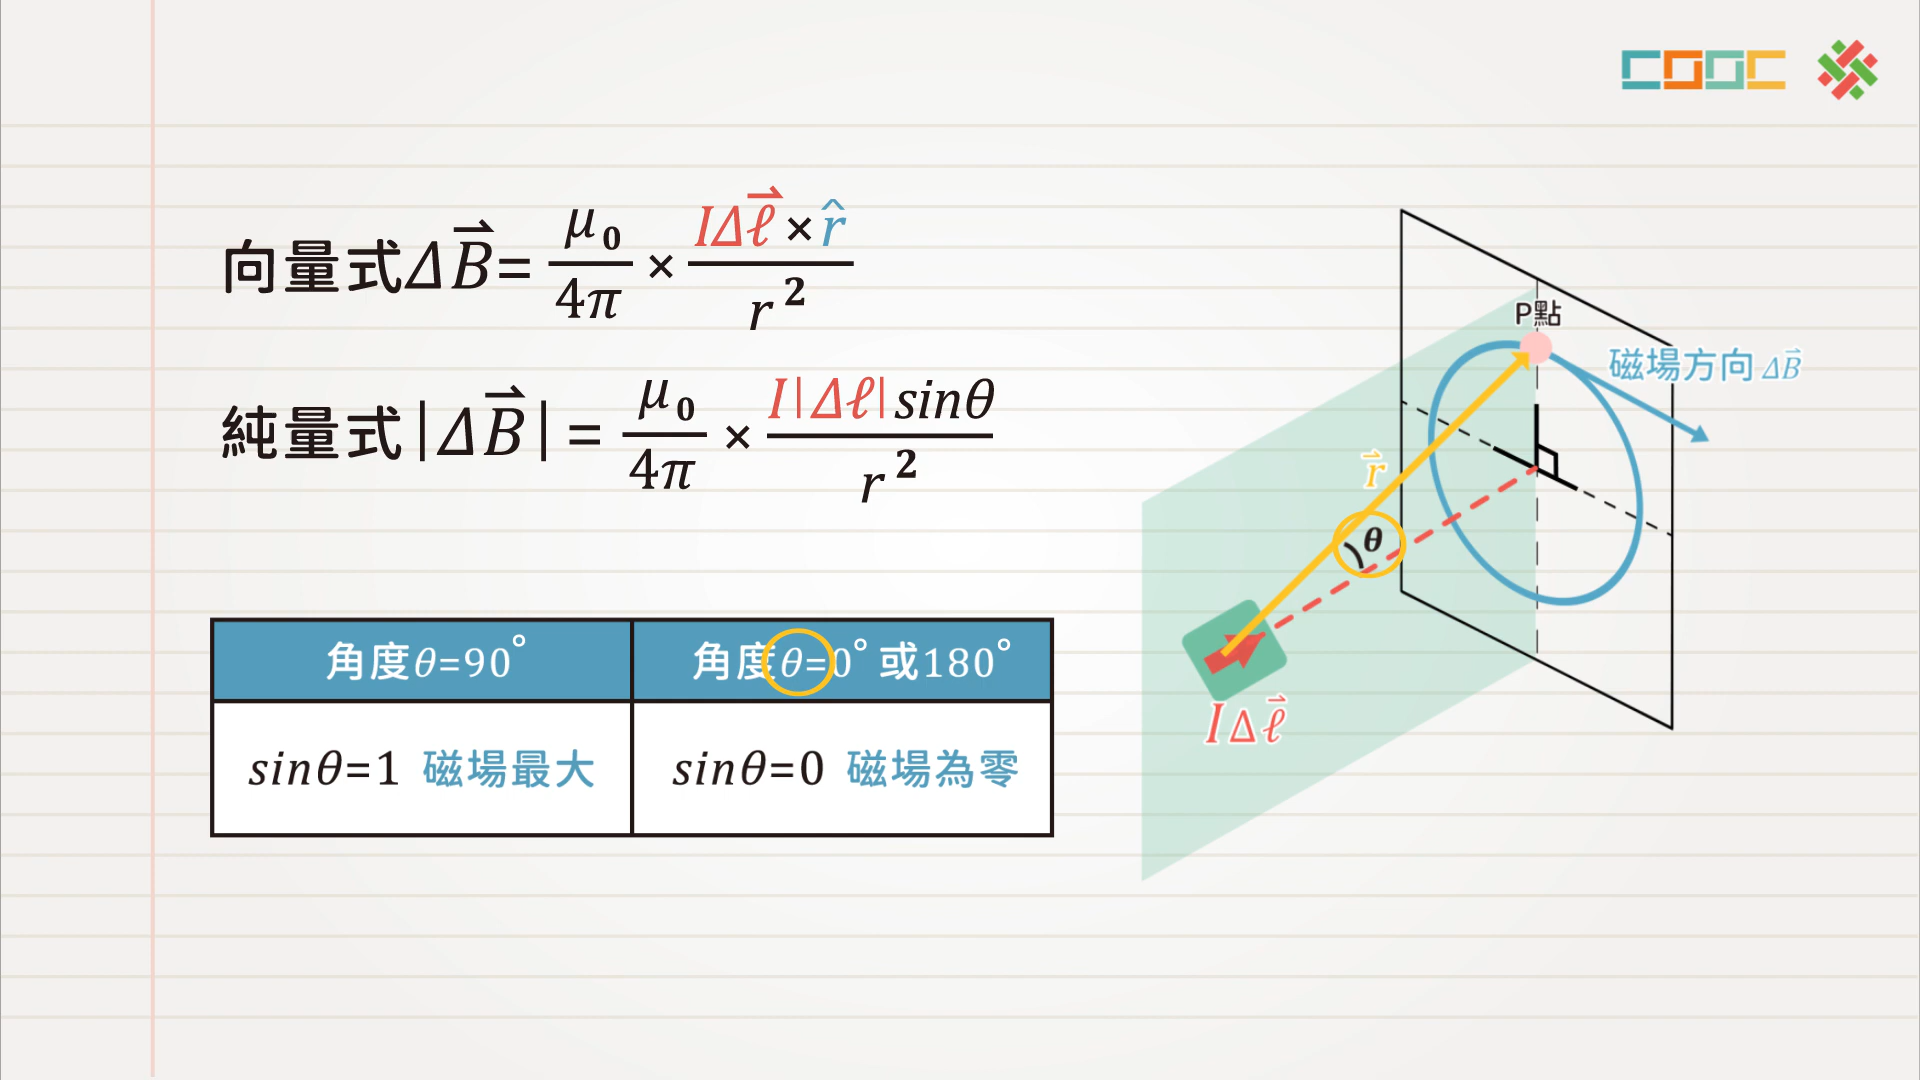 COOC
向量式ΔB⃑ = μ₀/4π × IΔℓ⃑ × r̂ / r²
純量式|ΔB⃑| = μ₀/4π × I|Δℓ|sinθ / r²
角度θ=90° 角度θ=0°或180°
sinθ=1 磁場最大 sinθ=0 磁場為零
P點
磁場方向 ΔB⃑
r⃑
θ
IΔℓ⃑